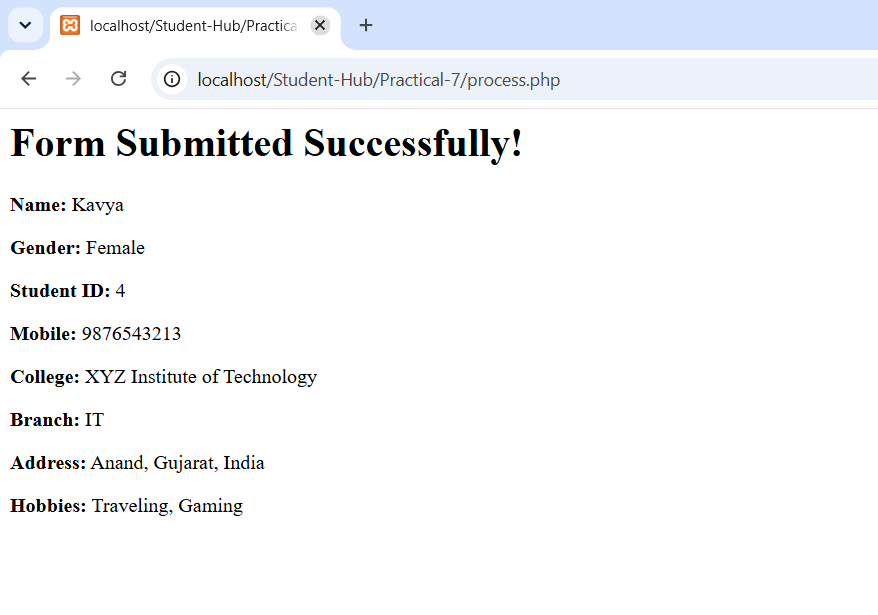 localhost/Student-Hub/Practica
localhost/Student-Hub/Practical-7/process.php
Form Submitted Successfully!
Name: Kavya
Gender: Female
Student ID: 4
Mobile: 9876543213
College: XYZ Institute of Technology
Branch: IT
Address: Anand, Gujarat, India
Hobbies: Traveling, Gaming